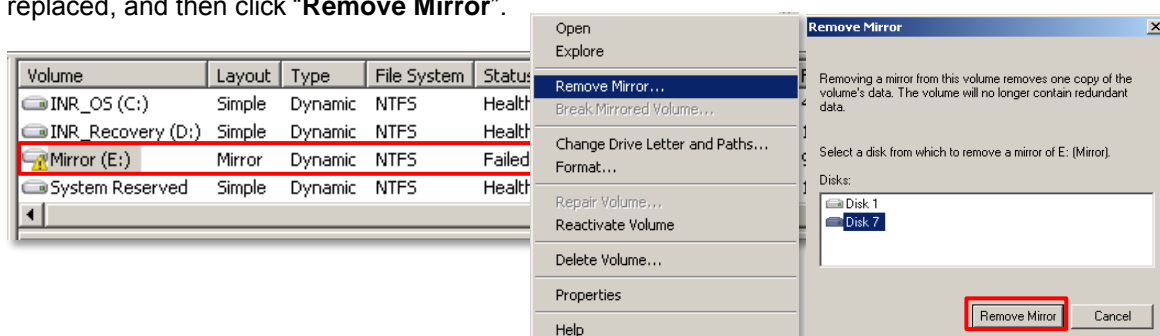 replaced, and then click “Remove Mirror”.
Volume Layout Type File System Status
INR_OS (C:) Simple Dynamic NTFS Health
INR_Recovery (D:) Simple Dynamic NTFS Health
Mirror (E:) Mirror Dynamic NTFS Failed
System Reserved Simple Dynamic NTFS Health
Open
Explore
Remove Mirror...
Break Mirrored Volume...
Change Drive Letter and Paths...
Format...
Repair Volume...
Reactivate Volume
Delete Volume...
Properties
Help
Remove Mirror
Removing a mirror from this volume removes one copy of the
volume's data. The volume will no longer contain redundant
data.
Select a disk from which to remove a mirror of E: (Mirror).
Disks:
Disk 1
Disk 7
Remove Mirror Cancel